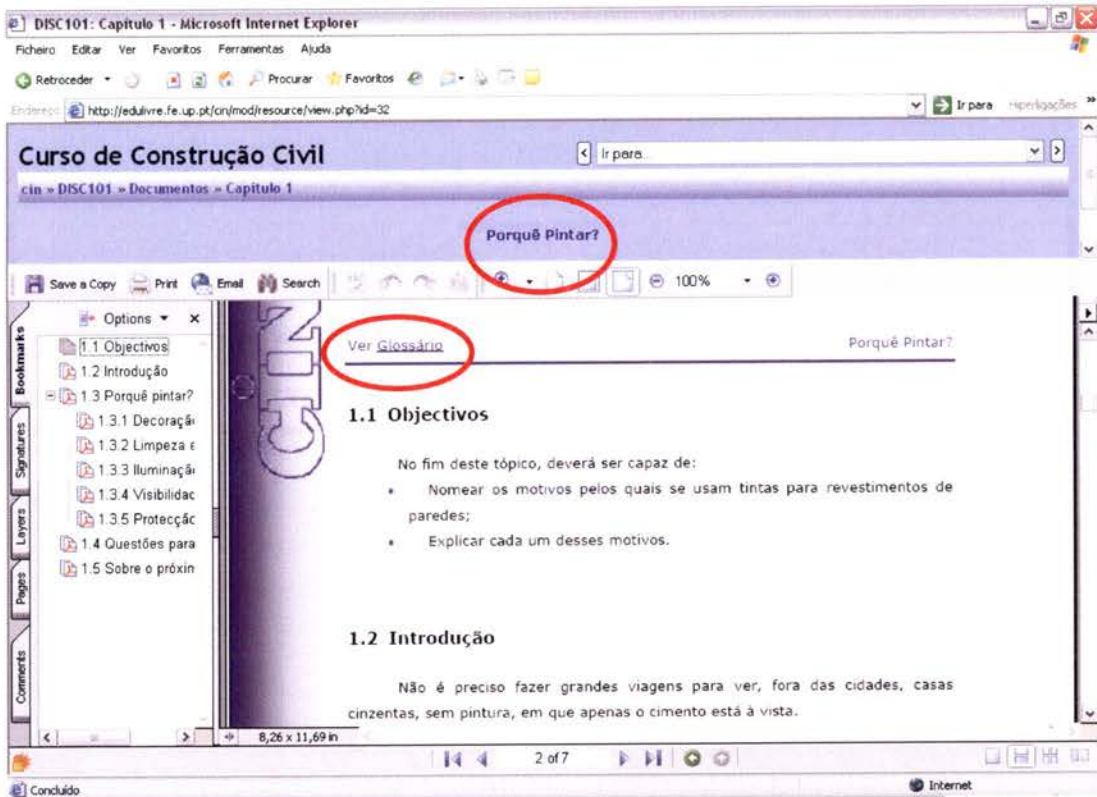 DISC101: Capítulo 1 - Microsoft Internet Explorer
Ficheiro Editar Ver Favoritos Ferramentas Ajuda
Retroceder Procurar Favoritos
Endereço http://edulivre.fe.up.pt/cin/mod/resource/view.php?id=32 Ir para Hiperligações »
Curso de Construção Civil
Ir para...
cin » DISC101 » Documentos » Capítulo 1
Porquê Pintar?
Save a Copy Print Email Search 100%
Options x
Bookmarks
Signatures
Layers
Pages
Comments
1.1 Objectivos
1.2 Introdução
1.3 Porquê pintar?
1.3.1 Decoraçã
1.3.2 Limpeza e
1.3.3 Iluminaçã
1.3.4 Visibilidac
1.3.5 Protecçãc
1.4 Questões para
1.5 Sobre o próxin
CIN
Ver Glossário Porquê Pintar?
1.1 Objectivos
No fim deste tópico, deverá ser capaz de:
• Nomear os motivos pelos quais se usam tintas para revestimentos de
paredes;
• Explicar cada um desses motivos.
1.2 Introdução
Não é preciso fazer grandes viagens para ver, fora das cidades, casas
cinzentas, sem pintura, em que apenas o cimento está à vista.
8,26 x 11,69 in
2 of 7
Concluído Internet